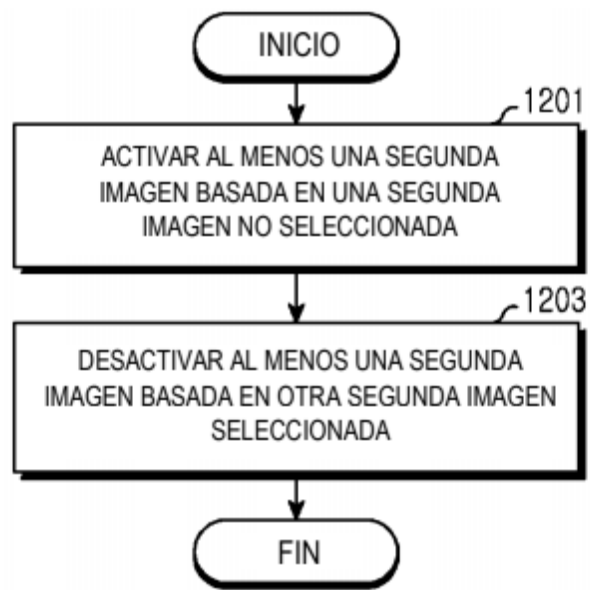 INICIO
1201
ACTIVAR AL MENOS UNA SEGUNDA
IMAGEN BASADA EN UNA SEGUNDA
IMAGEN NO SELECCIONADA
1203
DESACTIVAR AL MENOS UNA SEGUNDA
IMAGEN BASADA EN OTRA SEGUNDA IMAGEN
SELECCIONADA
FIN